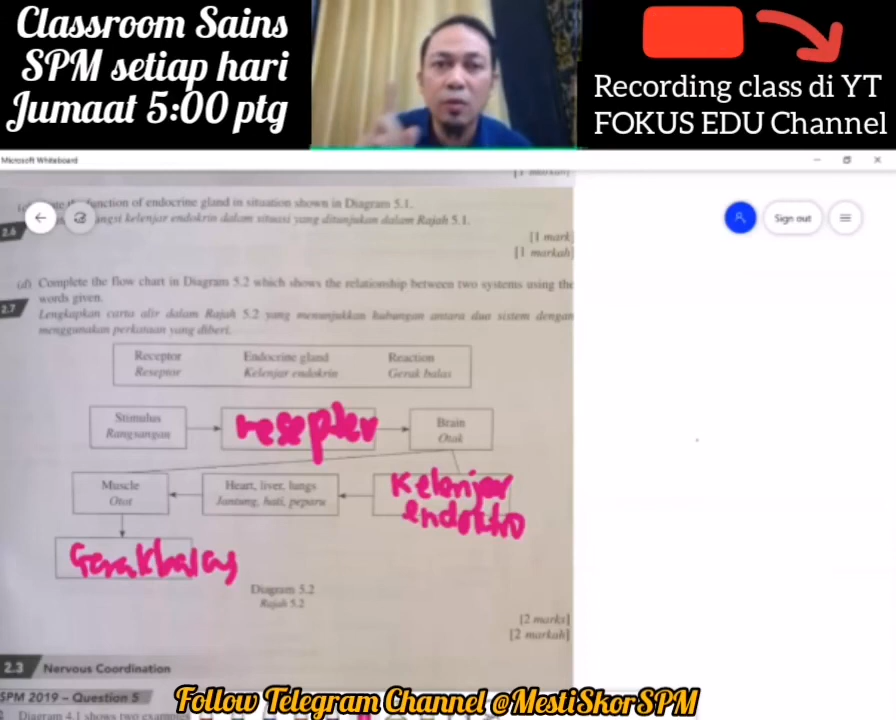 Classroom Sains
SPM setiap hari
Jumaat 5:00 ptg
Recording class di YT
FOKUS EDU Channel
Microsoft Whiteboard
function of endocrine gland in situation shown in Diagram 5.1.
kelenjar endokrin dalam situasi yang ditunjukkan dalam Rajah 5.1.
2.6
Sign out
[1 mark]
[1 markah]
(d) Complete the flow chart in Diagram 5.2 which shows the relationship between two systems using the
words given.
2.7
Lengkapkan carta alir dalam Rajah 5.2 yang menunjukkan hubungan antara dua sistem dengan
menggunakan perkataan yang diberi.
Receptor Endocrine gland Reaction
Reseptor Kelenjar endokrin Gerak balas
Stimulus
Rangsangan
reseptor
Brain
Otak
Muscle
Otot
Heart, liver, lungs
Jantung, hati, peparu
Kelenjar
Gerakbalas
Diagram 5.2
Rajah 5.2
[2 marks]
[2 markah]
2.3 Nervous Coordination
SPM 2019 – Question 5
Follow Telegram Channel @MestiSkorSPM
Diagram 4.1 shows two examples